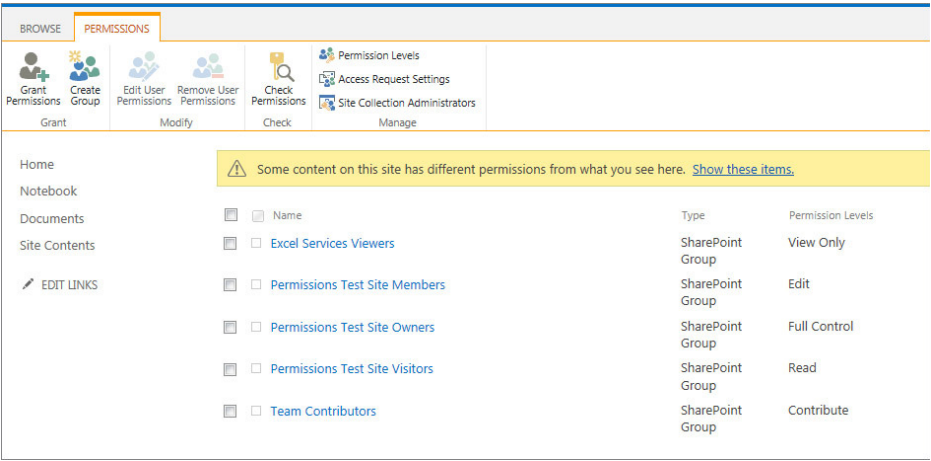 BROWSE PERMISSIONS
Grant Permissions
Create Group
Edit User Permissions
Remove User Permissions
Check Permissions
Permission Levels
Access Request Settings
Site Collection Administrators
Grant Modify Check Manage
Home
Notebook
Documents
Site Contents
EDIT LINKS
Some content on this site has different permissions from what you see here. Show these items.
Name Type Permission Levels
Excel Services Viewers SharePoint Group View Only
Permissions Test Site Members SharePoint Group Edit
Permissions Test Site Owners SharePoint Group Full Control
Permissions Test Site Visitors SharePoint Group Read
Team Contributors SharePoint Group Contribute